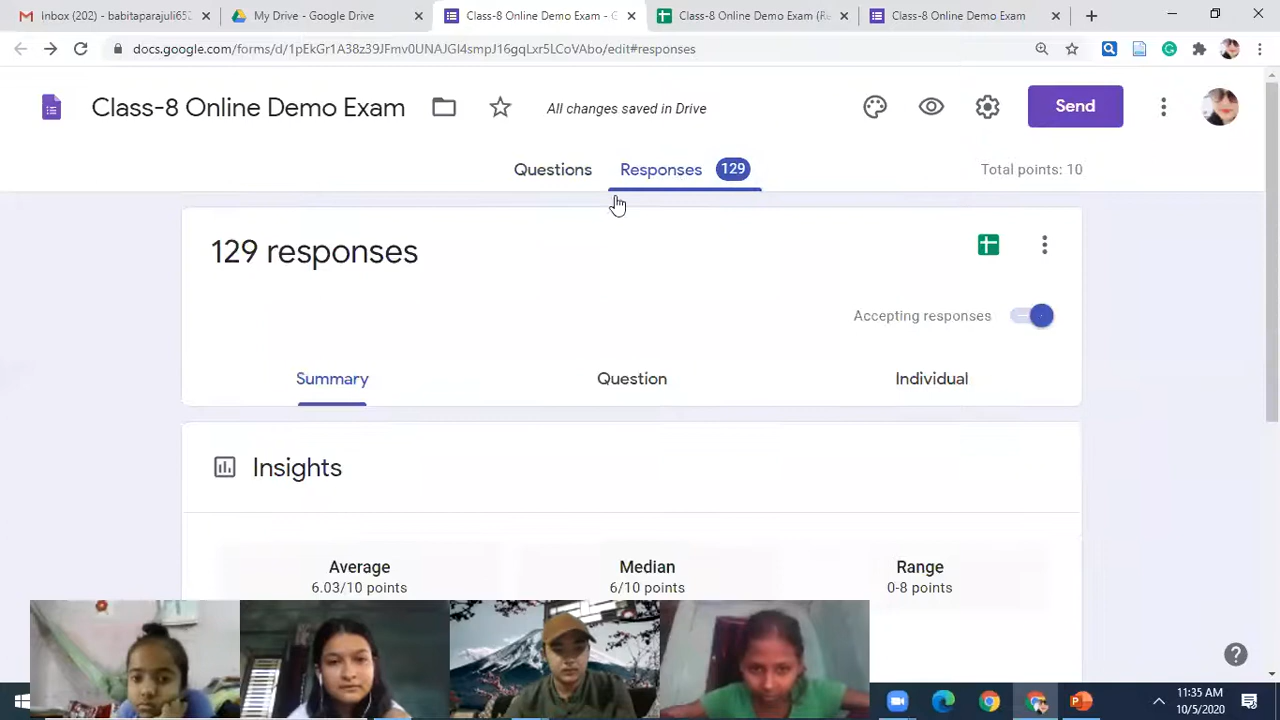 Inbox (202) - babitaparajuli53
My Drive - Google Drive
Class-8 Online Demo Exam - G
Class-8 Online Demo Exam (Re
Class-8 Online Demo Exam
docs.google.com/forms/d/1pEkGr1A38z39JFmv0UNAJGl4smpJ16gqLxr5LCoVAbo/edit#responses
Class-8 Online Demo Exam
All changes saved in Drive
Send
Questions
Responses 129
Total points: 10
129 responses
Accepting responses
Summary
Question
Individual
Insights
Average
6.03/10 points
Median
6/10 points
Range
0-8 points
11:35 AM
10/5/2020